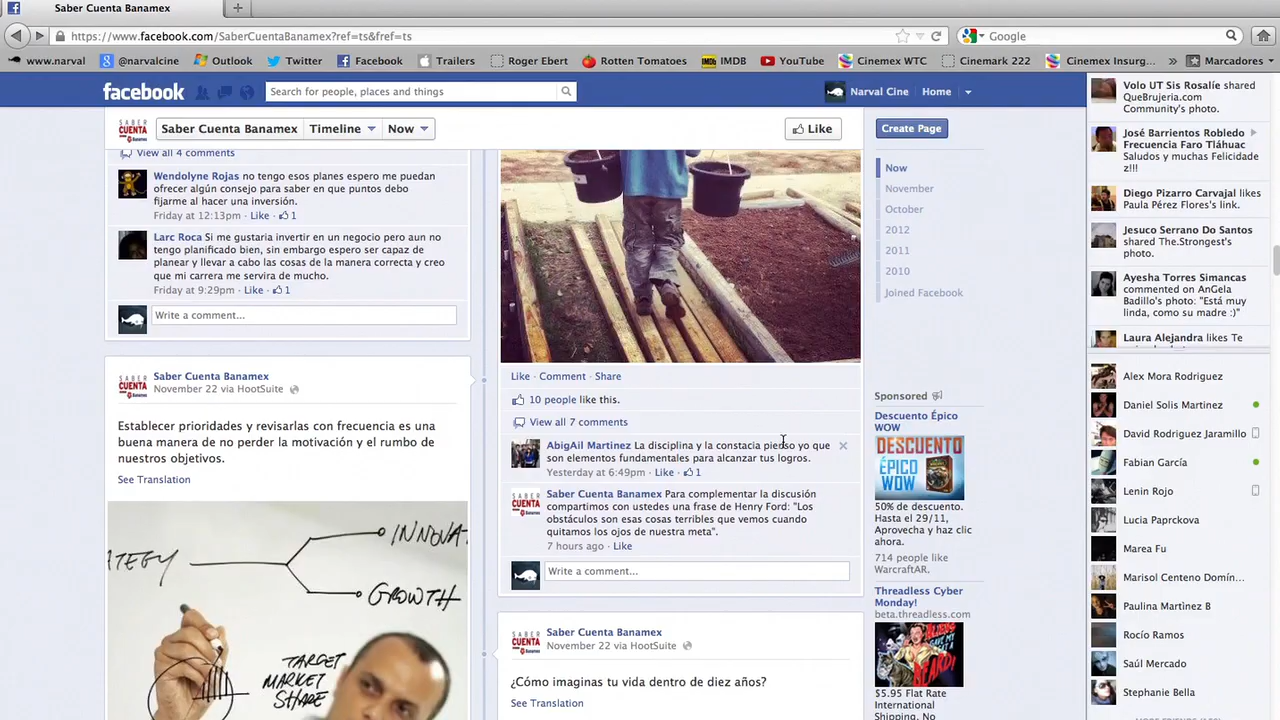 Saber Cuenta Banamex
https://www.facebook.com/SaberCuentaBanamex?ref=ts&fref=ts
Google
www.narval
@narvalcine
Outlook
Twitter
Facebook
Trailers
Roger Ebert
Rotten Tomatoes
IMDb IMDB
YouTube
Cinemex WTC
Cinemark 222
Cinemex Insurg...
Marcadores
facebook
Search for people, places and things
Narval Cine
Home
SABER CUENTA
Saber Cuenta Banamex
Timeline
Now
Like
Create Page
View all 4 comments
Wendolyne Rojas no tengo esos planes espero me puedan
ofrecer algún consejo para saber en que puntos debo
fijarme al hacer una inversión.
Friday at 12:13pm · Like · 1
Larc Roca Si me gustaria invertir en un negocio pero aun no
tengo planificado bien, sin embargo espero ser capaz de
planear y llevar a cabo las cosas de la manera correcta y creo
que mi carrera me servira de mucho.
Friday at 9:29pm · Like · 1
Write a comment...
SABER CUENTA
Saber Cuenta Banamex
November 22 via HootSuite
Establecer prioridades y revisarlas con frecuencia es una
buena manera de no perder la motivación y el rumbo de
nuestros objetivos.
See Translation
ATEGY
INNOVA
GROWTH
TARGET
MARKET
SHARE
Like · Comment · Share
10 people like this.
View all 7 comments
AbigAil Martinez La disciplina y la constacia pienso yo que
son elementos fundamentales para alcanzar tus logros.
Yesterday at 6:49pm · Like · 1
SABER CUENTA
Saber Cuenta Banamex Para complementar la discusión
compartimos con ustedes una frase de Henry Ford: "Los
obstáculos son esas cosas terribles que vemos cuando
quitamos los ojos de nuestra meta".
7 hours ago · Like
Write a comment...
SABER CUENTA
Saber Cuenta Banamex
November 22 via HootSuite
¿Cómo imaginas tu vida dentro de diez años?
See Translation
Now
November
October
2012
2011
2010
Joined Facebook
Sponsored
Descuento Épico
WOW
DESCUENTO
ÉPICO
WOW
50% de descuento.
Hasta el 29/11,
Aprovecha y haz clic
ahora.
714 people like
WarcraftAR.
Threadless Cyber
Monday!
beta.threadless.com
BEARD!
$5.95 Flat Rate
International
Shipping. No
Volo UT Sis Rosalíe shared
QueBrujeria.com
Community's photo.
José Barrientos Robledo
Frecuencia Faro Tláhuac
Saludos y muchas Felicidade
z!!!
Diego Pizarro Carvajal likes
Paula Pérez Flores's link.
Jesuco Serrano Do Santos
shared The.Strongest's
photo.
Ayesha Torres Simancas
commented on AnGela
Badillo's photo: "Está muy
linda, como su madre :)"
Laura Alejandra likes Te
Alex Mora Rodriguez
Daniel Solis Martinez
David Rodriguez Jaramillo
Fabian García
Lenin Rojo
Lucia Paprckova
Marea Fu
Marisol Centeno Domín...
Paulina Martìnez B
Rocío Ramos
Saúl Mercado
Stephanie Bella